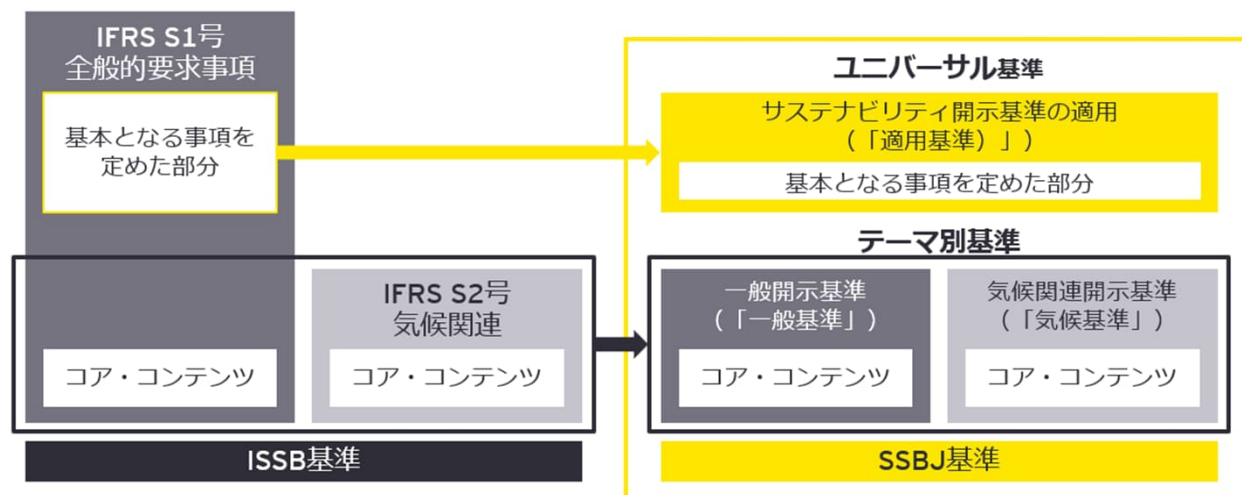 IFRS S1号
全般的要求事項
基本となる事項を
定めた部分
ユニバーサル基準
サステナビリティ開示基準の適用
(「適用基準)」)
基本となる事項を定めた部分
テーマ別基準
IFRS S2号
気候関連
コア・コンテンツ
コア・コンテンツ
一般開示基準
(「一般基準」)
コア・コンテンツ
気候関連開示基準
(「気候基準」)
コア・コンテンツ
ISSB基準
SSBJ基準